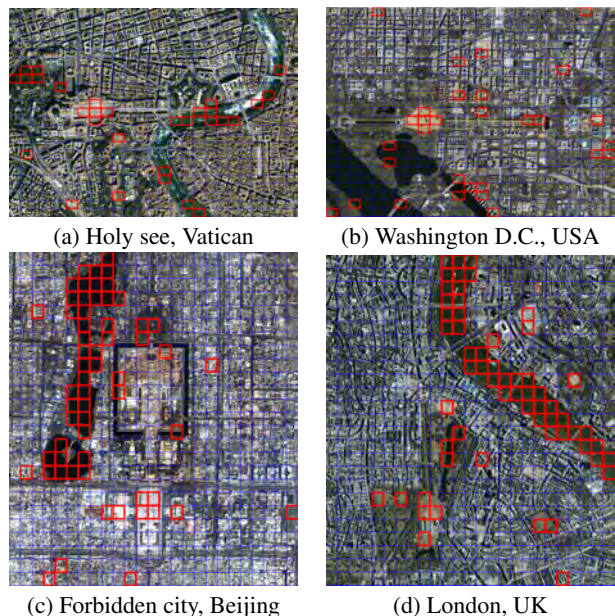 (a) Holy see, Vatican
(b) Washington D.C., USA
(c) Forbidden city, Beijing
(d) London, UK